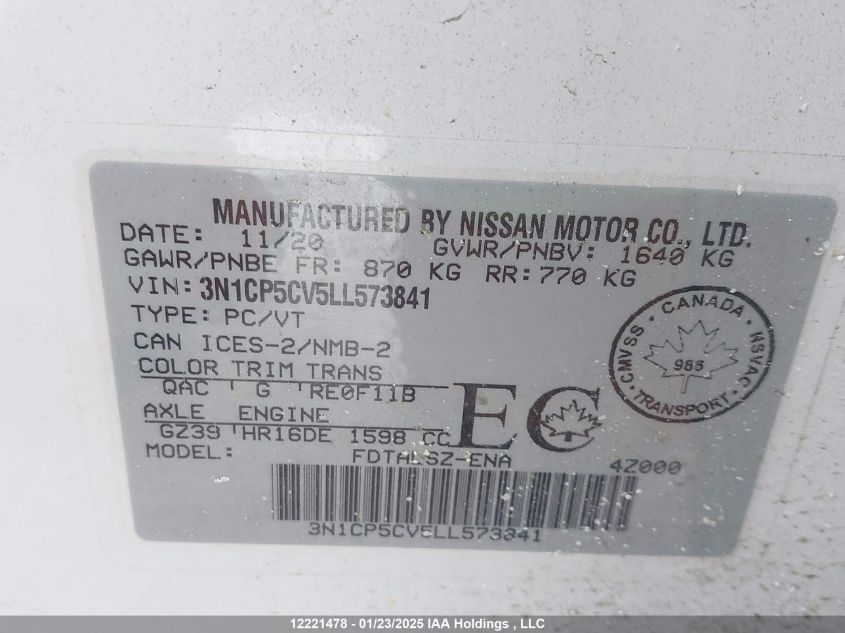 MANUFACTURED BY NISSAN MOTOR CO., LTD.
DATE: 11/20 GVWR/PNBV: 1640 KG
GAWR/PNBE FR: 870 KG RR: 770 KG
VIN: 3N1CP5CV5LL573841
TYPE: PC/VT
CAN ICES-2/NMB-2
COLOR TRIM TRANS
QAC G RE0F11B
AXLE ENGINE
GZ39 HR16DE 1598 CC
EC
MODEL: FDTALSZ-ENA 4Z000
3N1CP5CV5LL573841
CMVSS • CANADA • NSVAC • TRANSPORT •
985
12221478 - 01/23/2025 IAA Holdings , LLC